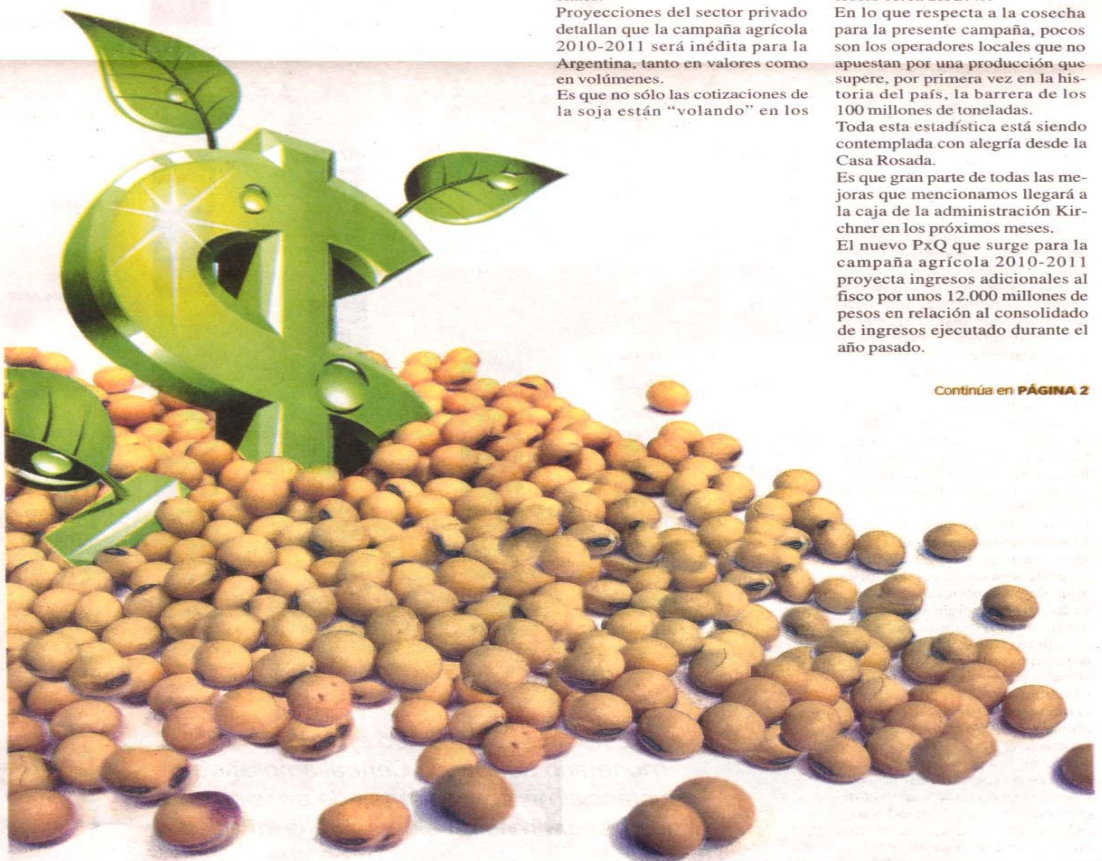 Proyecciones del sector privado
detallan que la campaña agrícola
2010-2011 será inédita para la
Argentina, tanto en valores como
en volúmenes.
Es que no sólo las cotizaciones de
la soja están “volando” en los
En lo que respecta a la cosecha
para la presente campaña, pocos
son los operadores locales que no
apuestan por una producción que
supere, por primera vez en la his-
toria del país, la barrera de los
100 millones de toneladas.
Toda esta estadística está siendo
contemplada con alegría desde la
Casa Rosada.
Es que gran parte de todas las me-
joras que mencionamos llegará a
la caja de la administración Kir-
chner en los próximos meses.
El nuevo PxQ que surge para la
campaña agrícola 2010-2011
proyecta ingresos adicionales al
fisco por unos 12.000 millones de
pesos en relación al consolidado
de ingresos ejecutado durante el
año pasado.
Continúa en PÁGINA 2